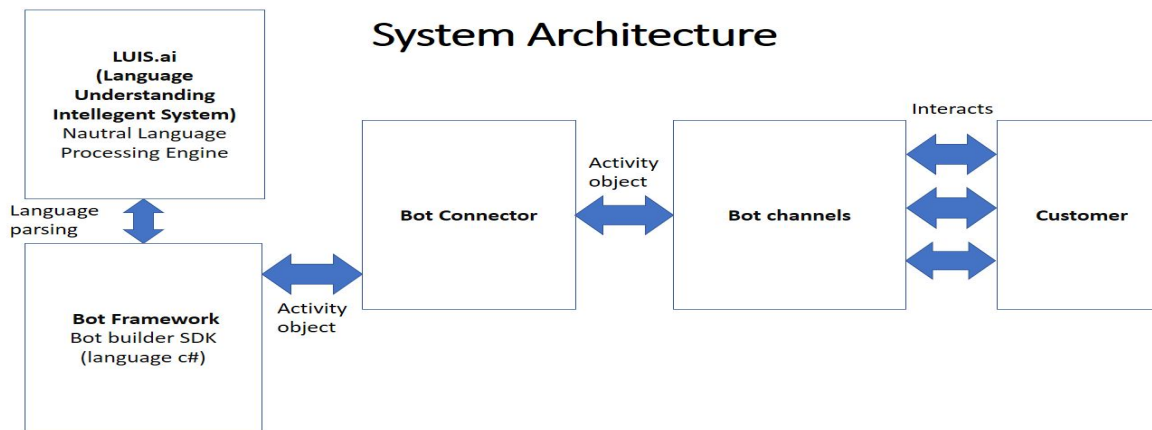 System Architecture
LUIS.ai
(Language
Understanding
Intellegent System)
Nautral Language
Processing Engine
Language
parsing
Bot Framework
Bot builder SDK
(language c#)
Activity
object
Bot Connector
Activity
object
Bot channels
Interacts
Customer